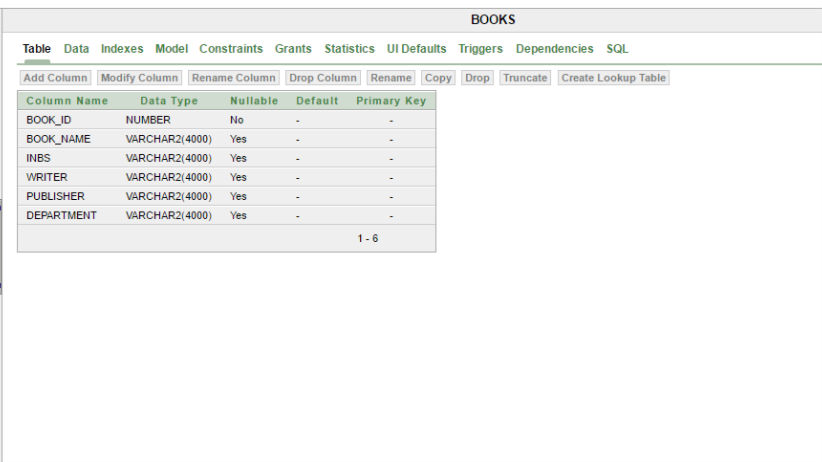 BOOKS
Table Data Indexes Model Constraints Grants Statistics UI Defaults Triggers Dependencies SQL
Add Column Modify Column Rename Column Drop Column Rename Copy Drop Truncate Create Lookup Table
Column Name Data Type Nullable Default Primary Key
BOOK_ID NUMBER No - -
BOOK_NAME VARCHAR2(4000) Yes - -
INBS VARCHAR2(4000) Yes - -
WRITER VARCHAR2(4000) Yes - -
PUBLISHER VARCHAR2(4000) Yes - -
DEPARTMENT VARCHAR2(4000) Yes - -
1 - 6